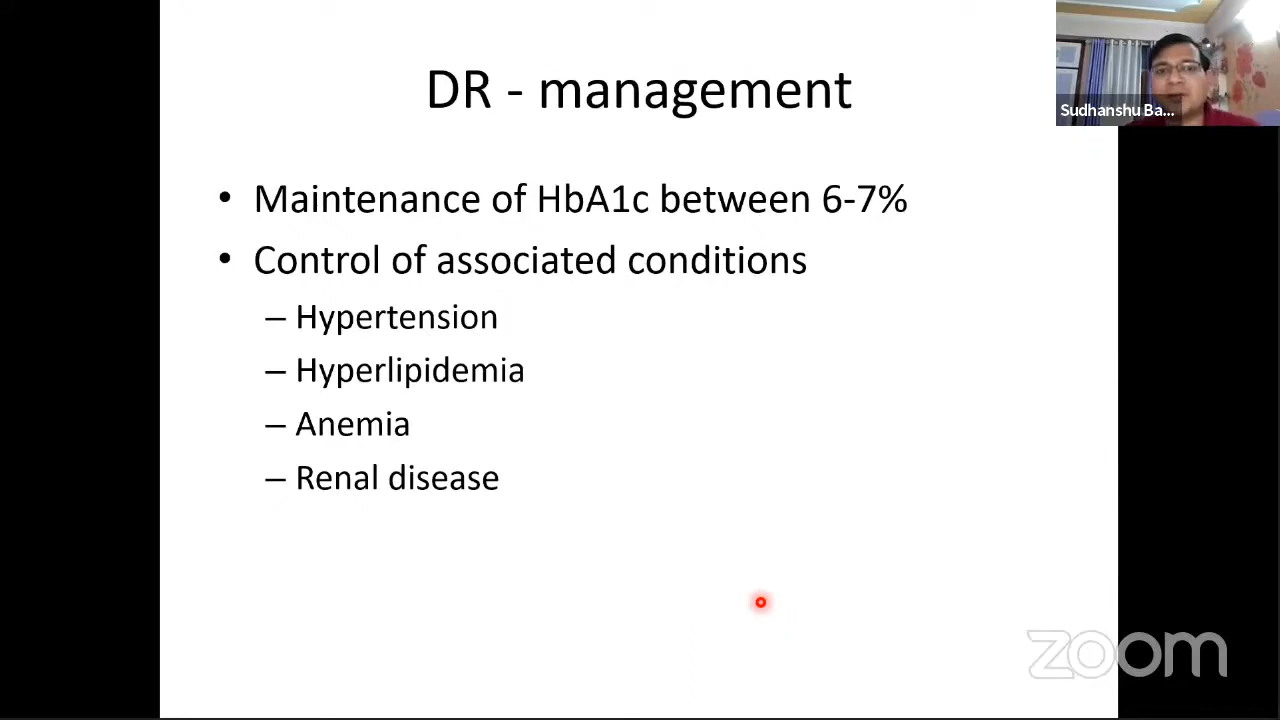 DR - management
Sudhanshu Ba...
• Maintenance of HbA1c between 6-7%
• Control of associated conditions
– Hypertension
– Hyperlipidemia
– Anemia
– Renal disease
zoom